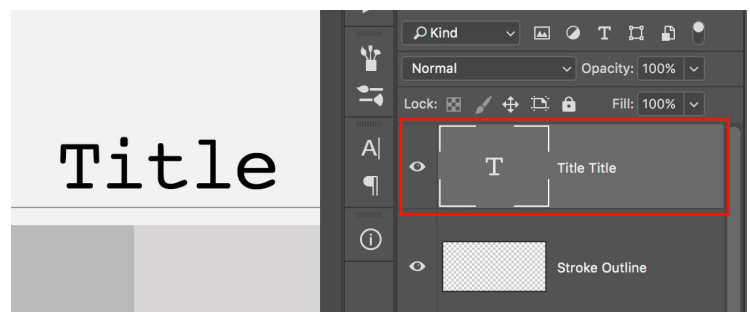 Kind
Normal Opacity: 100%
Lock: Fill: 100%
Title
A|
¶
T
Title Title
Stroke Outline